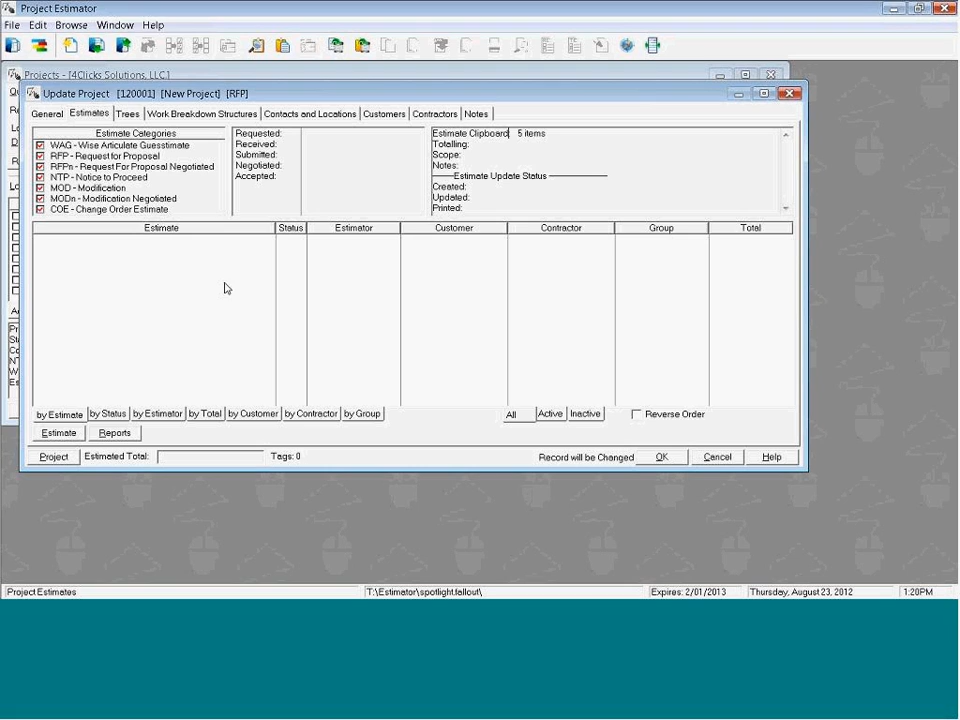 Project Estimator
File Edit Browse Window Help
Projects - [4Clicks Solutions, LLC.]
Update Project [120001] [New Project] [RFP]
General Estimates Trees Work Breakdown Structures Contacts and Locations Customers Contractors Notes
Estimate Categories
WAG - Wise Articulate Guesstimate
RFP - Request for Proposal
RFPn - Request For Proposal Negotiated
NTP - Notice to Proceed
MOD - Modification
MODn - Modification Negotiated
COE - Change Order Estimate
Requested:
Received:
Submitted:
Negotiated:
Accepted:
Estimate Clipboard 5 items
Totalling:
Scope:
Notes:
Estimate Update Status
Created:
Updated:
Printed:
Estimate Status Estimator Customer Contractor Group Total
by Estimate by Status by Estimator by Total by Customer by Contractor by Group All Active Inactive Reverse Order
Estimate Reports
Project Estimated Total: Tags: 0 Record will be Changed OK Cancel Help
Project Estimates T:\Estimator\spotlight.fallout\ Expires: 2/01/2013 Thursday, August 23, 2012 1:20PM